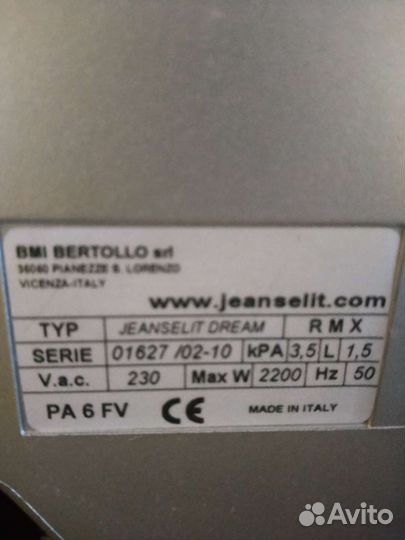 BMI BERTOLLO srl
36060 PIANEZZE S. LORENZO
VICENZA-ITALY
www.jeanselit.com
TYP JEANSELIT DREAM R M X
SERIE 01627 /02-10 kPA 3,5 L 1,5
V.a.c. 230 Max W 2200 Hz 50
PA 6 FV CE MADE IN ITALY
Avito